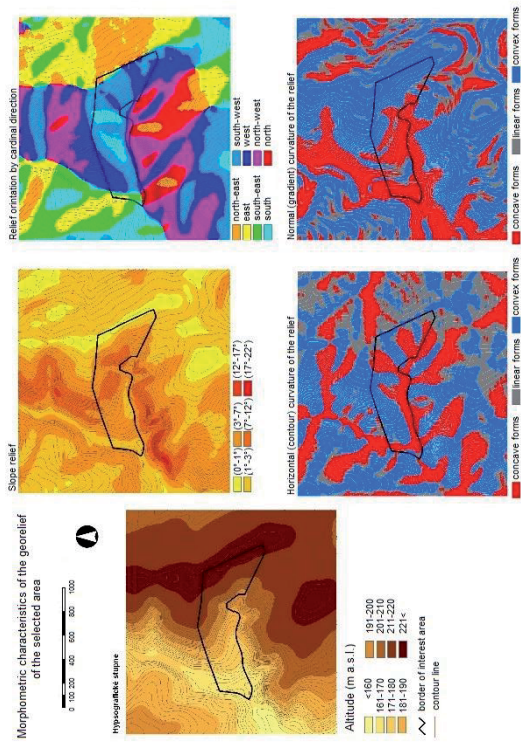 Morphometric characteristics of the georelief
of the selected area
0 100 200 400 600 800 1000
Hypsografické stupne
Altitude (m a.s.l.)
<160
161-170
171-180
181-190
191-200
201-210
211-220
221<
border of interest area
contour line
Slope relief
(0°-1°)
(1°-3°)
(3°-7°)
(7°-12°)
(12°-17°)
(17°-22°)
Relief orintation by cardinal direction
north-east
east
south-east
south
south-west
west
north-west
north
Horizontal (contour) curvature of the relief
concave forms
linear forms
convex forms
Normal (gradient) curvature of the relief
concave forms
linear forms
convex forms